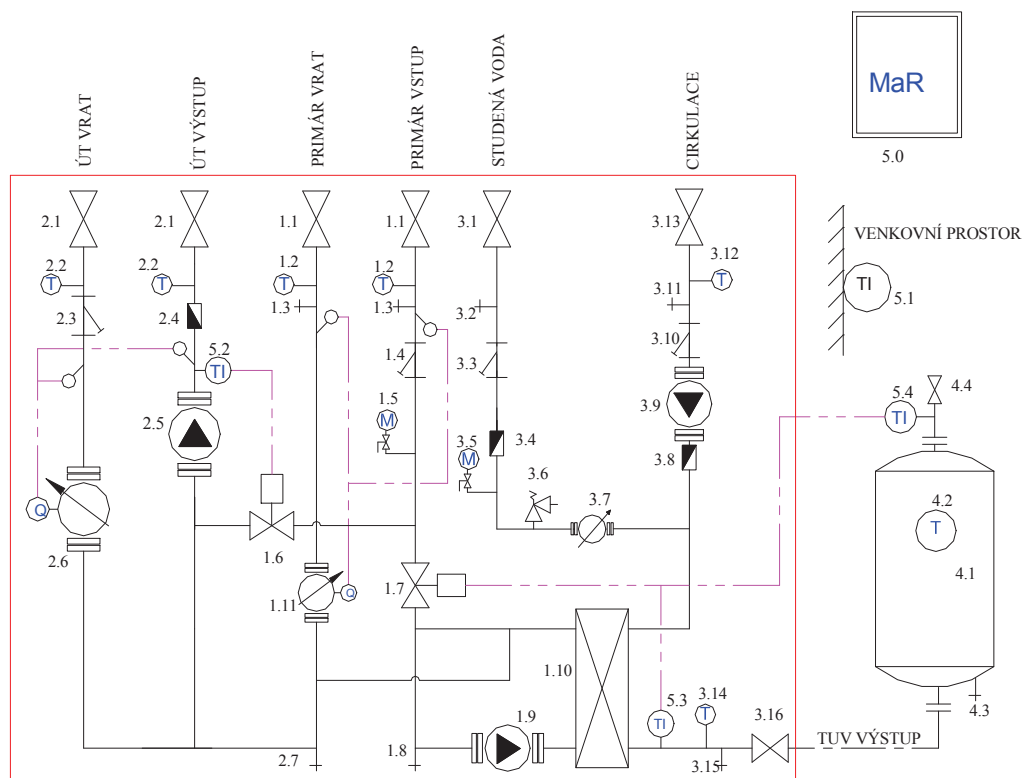 ÚT VRAT
ÚT VÝSTUP
PRIMÁR VRAT
PRIMÁR VSTUP
STUDENÁ VODA
CIRKULACE
MaR
5.0
2.1
2.1
1.1
1.1
3.1
3.13
VENKOVNÍ PROSTOR
2.2
T
2.2
T
1.2
T
1.2
T
3.12
T
TI
5.1
2.3
2.4
1.3
1.3
3.2
3.11
5.2
TI
1.4
3.3
3.10
2.5
1.5
M
3.4
3.9
5.4
TI
4.4
3.5
M
3.6
3.7
3.8
Q
2.6
1.6
4.2
T
4.1
1.11
Q
1.7
1.10
5.3
TI
3.14
T
3.16
4.3
1.9
2.7
1.8
3.15
TUV VÝSTUP